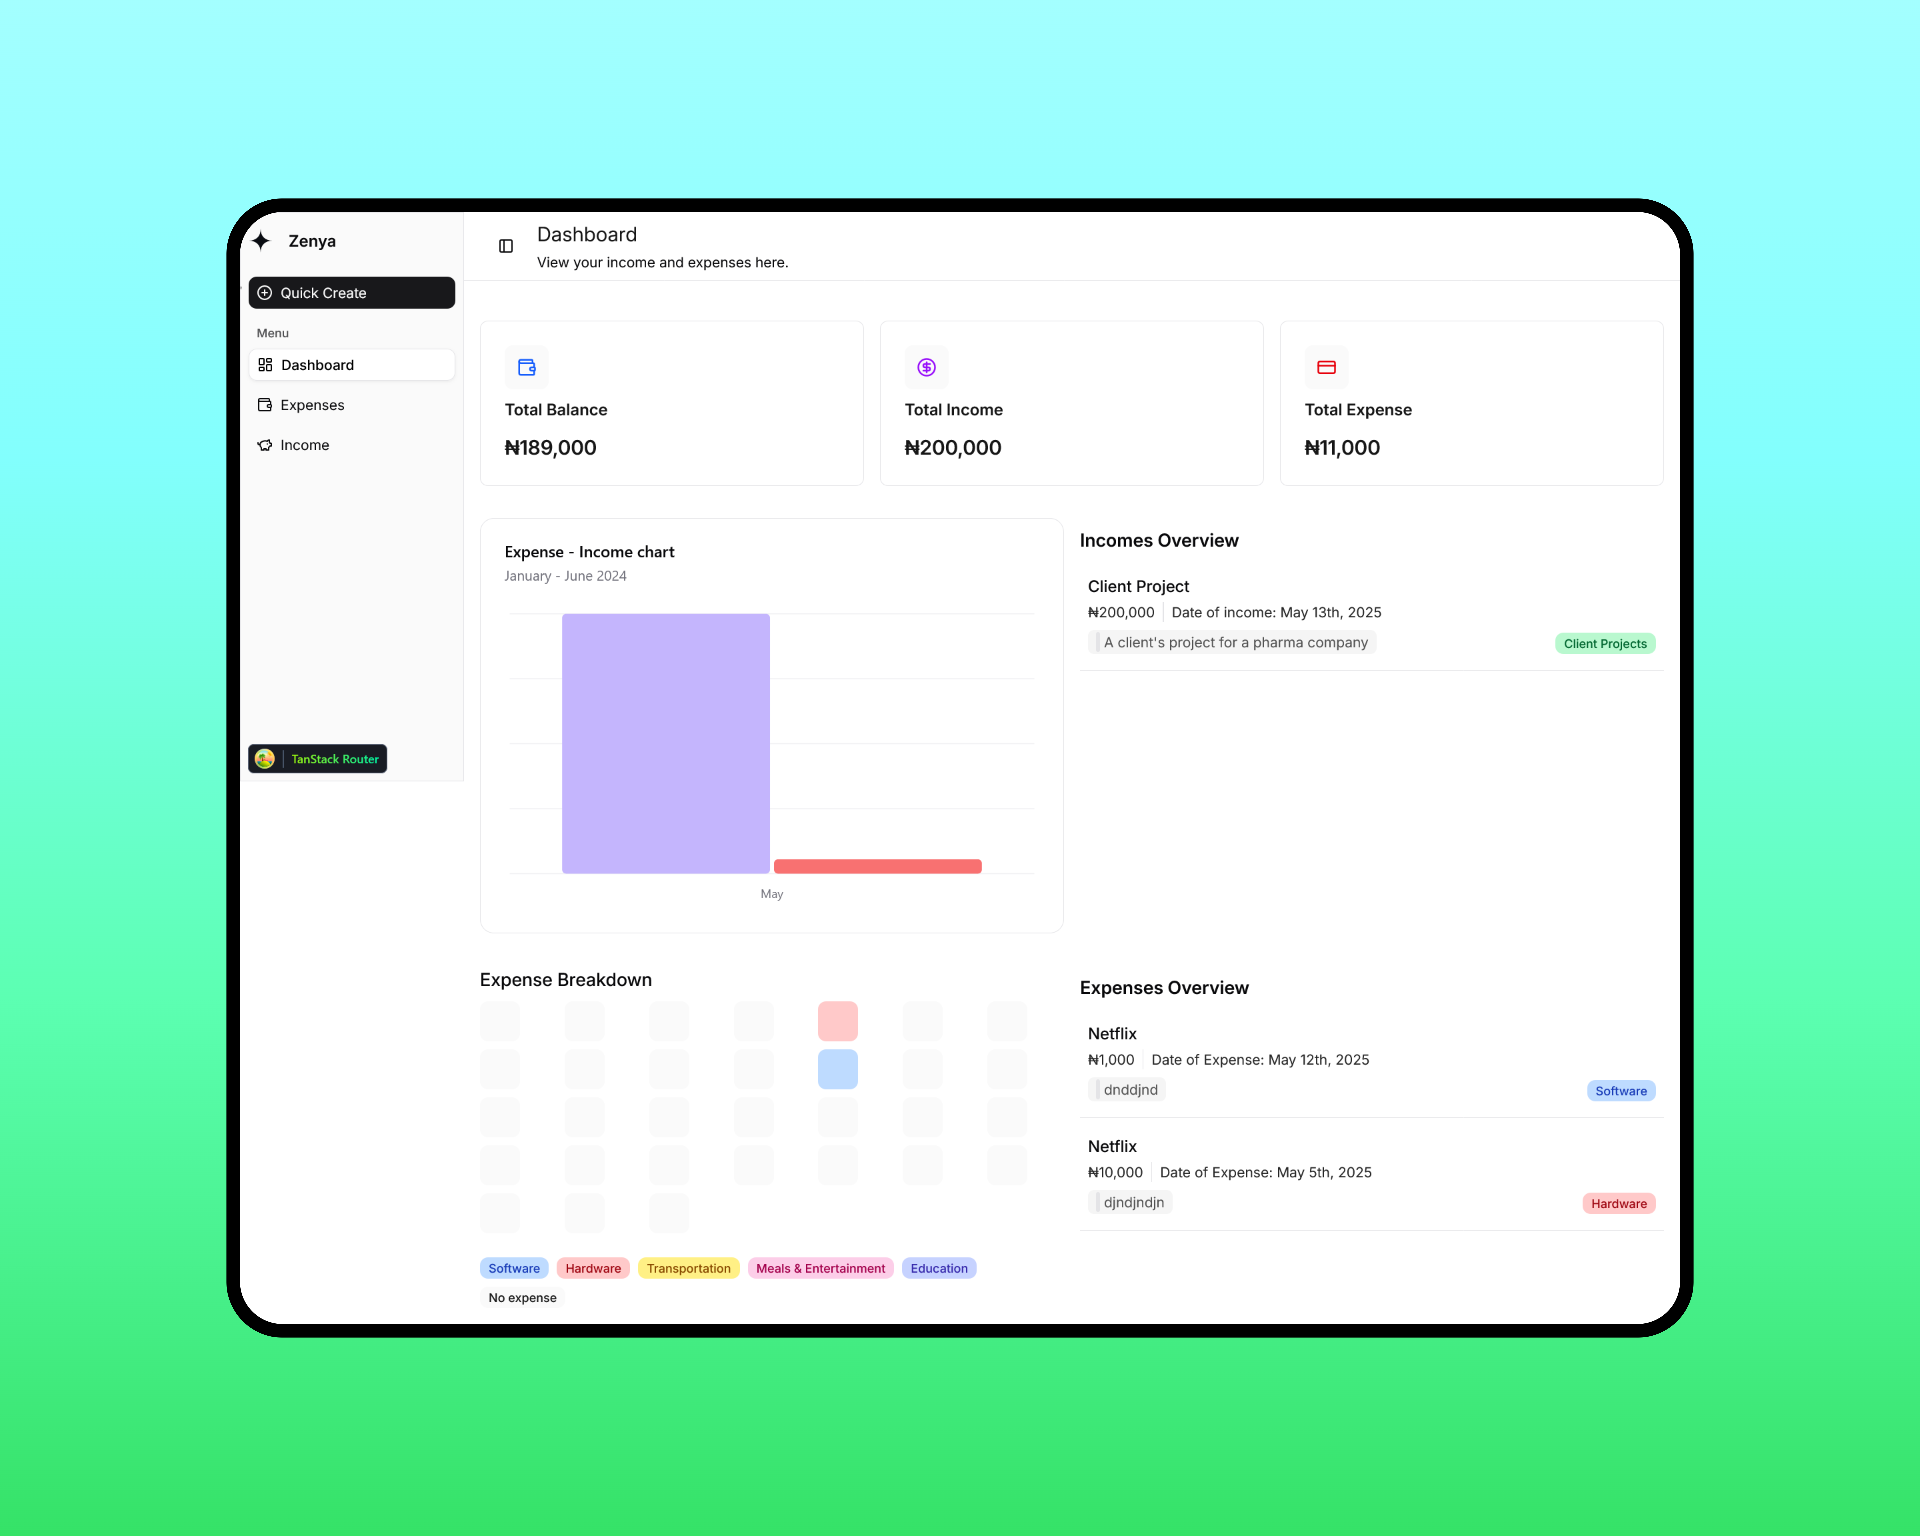 Zenya
Quick Create
Menu
Dashboard
Expenses
Income
TanStack Router
Dashboard
View your income and expenses here.
Total Balance
₦189,000
Total Income
₦200,000
Total Expense
₦11,000
Expense - Income chart
January - June 2024
May
Incomes Overview
Client Project
₦200,000 Date of income: May 13th, 2025
A client's project for a pharma company
Client Projects
Expense Breakdown
Software Hardware Transportation Meals & Entertainment Education
No expense
Expenses Overview
Netflix
₦1,000 Date of Expense: May 12th, 2025
dnddjnd
Software
Netflix
₦10,000 Date of Expense: May 5th, 2025
djndjndjn
Hardware